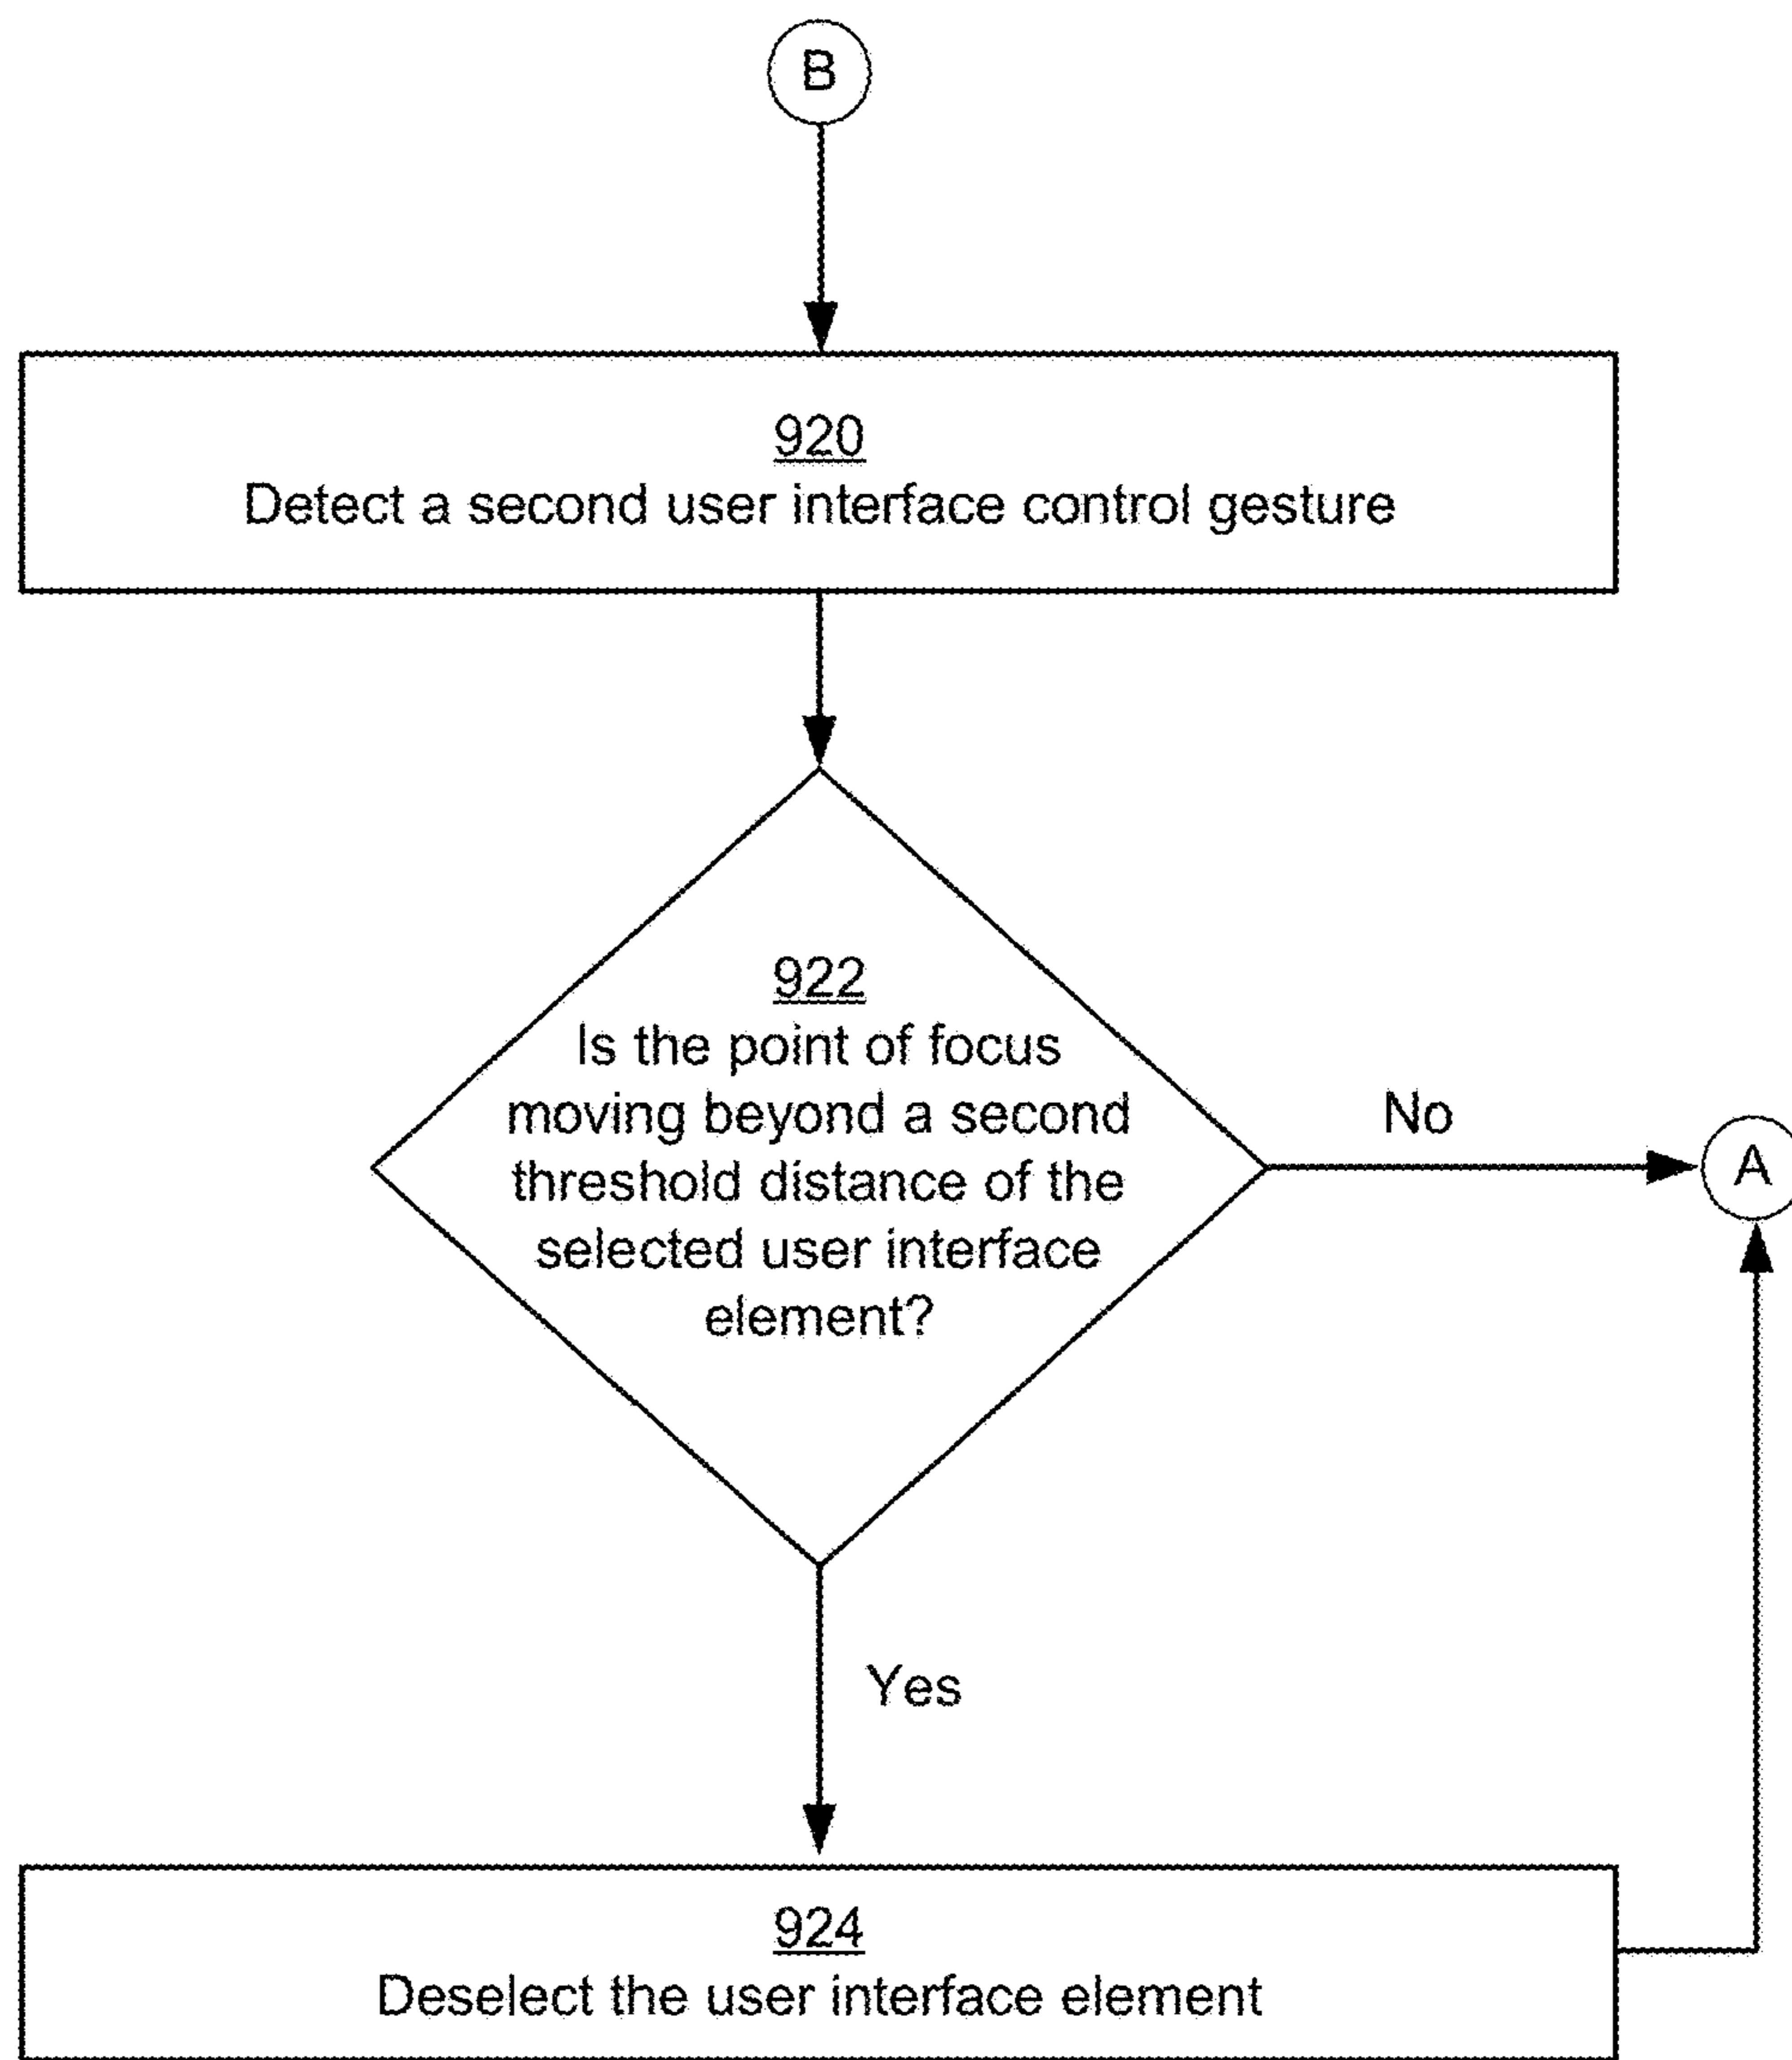 B
920
Detect a second user interface control gesture
922
Is the point of focus
moving beyond a second
threshold distance of the
selected user interface
element?
No
A
Yes
924
Deselect the user interface element